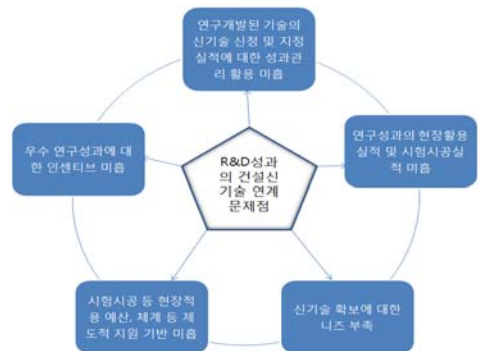 연구개발된 기술의
신기술 신청 및 지정
실적에 대한 성과관
리 활용 미흡
우수 연구성과에 대
한 인센티브 미흡
R&D성과
의 건설신
기술 연계
문제점
연구성과의 현장활용
실적 및 시험시공실
적 미흡
시험시공 등 현장적
용 예산, 체계 등 제
도적 지원 기반 미흡
신기술 확보에 대한
니즈 부족